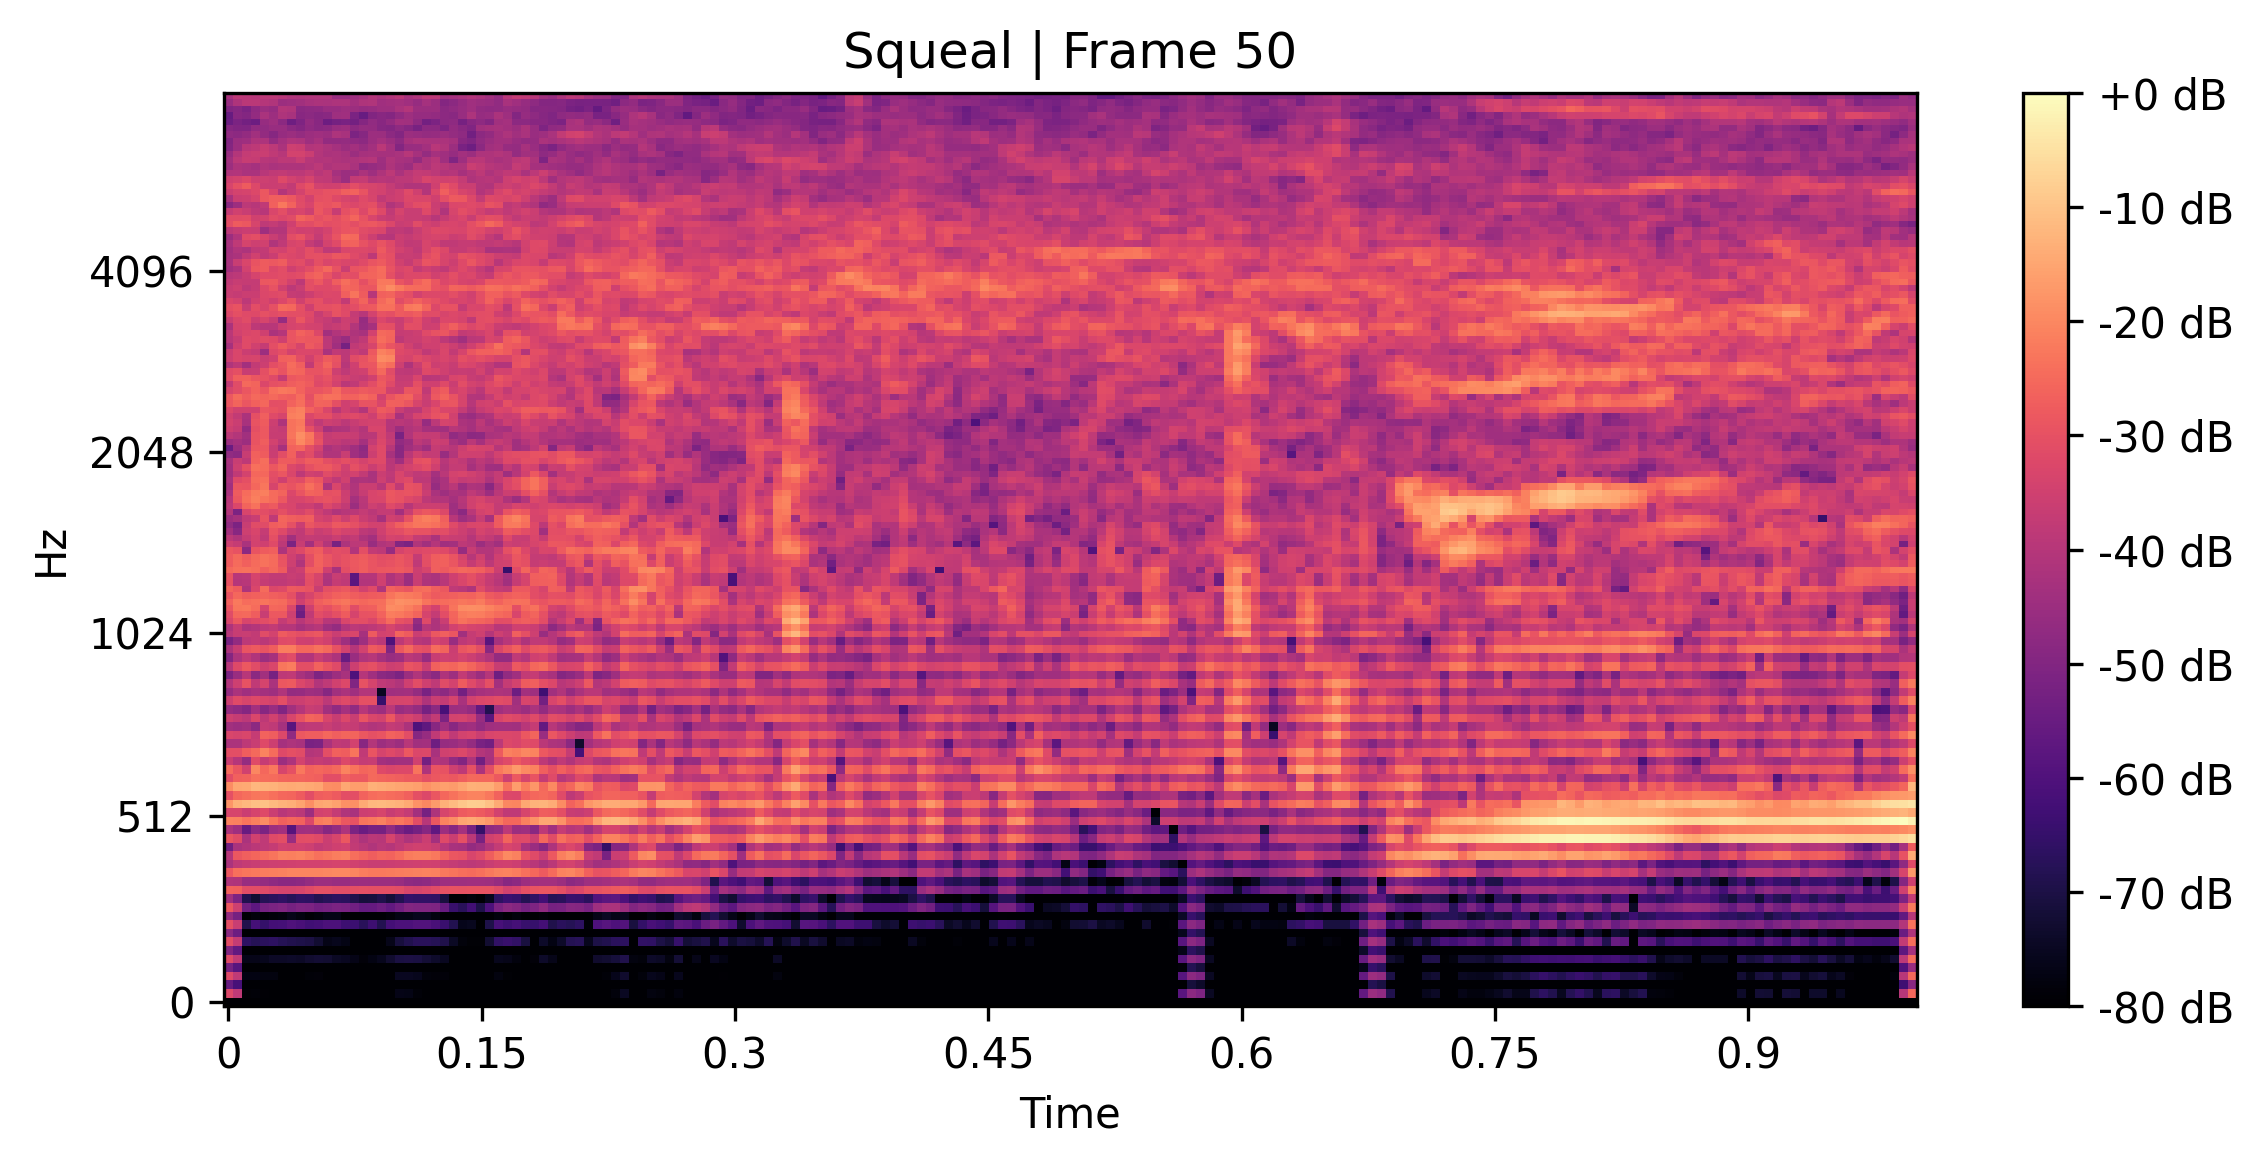 Squeal | Frame 50
+0 dB
-10 dB
-20 dB
-30 dB
-40 dB
-50 dB
-60 dB
-70 dB
-80 dB
4096
2048
1024
512
0
Hz
0 0.15 0.3 0.45 0.6 0.75 0.9
Time